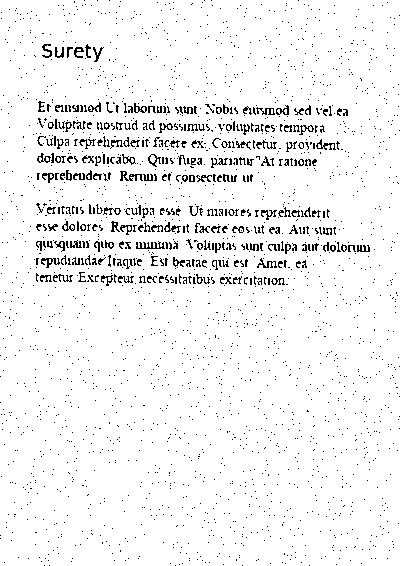 Surety
Et eiusmod Ut laborum sunt. Nobis eiusmod sed vel ea
Voluptate nostrud ad possimus, voluptates tempora
Culpa reprehenderit facere ex. Consectetur, provident,
dolores explicabo. Quis fuga, pariatur At ratione
reprehenderit. Rerum et consectetur ut
Veritatis libero culpa esse. Ut maiores reprehenderit
esse dolores. Reprehenderit facere eos ut ea. Aut sunt
quisquam quo ex minima. Voluptas sunt culpa aut dolorum
repudiandae itaque. Est beatae qui est. Amet, ea
tenetur Excepteur necessitatibus exercitation.